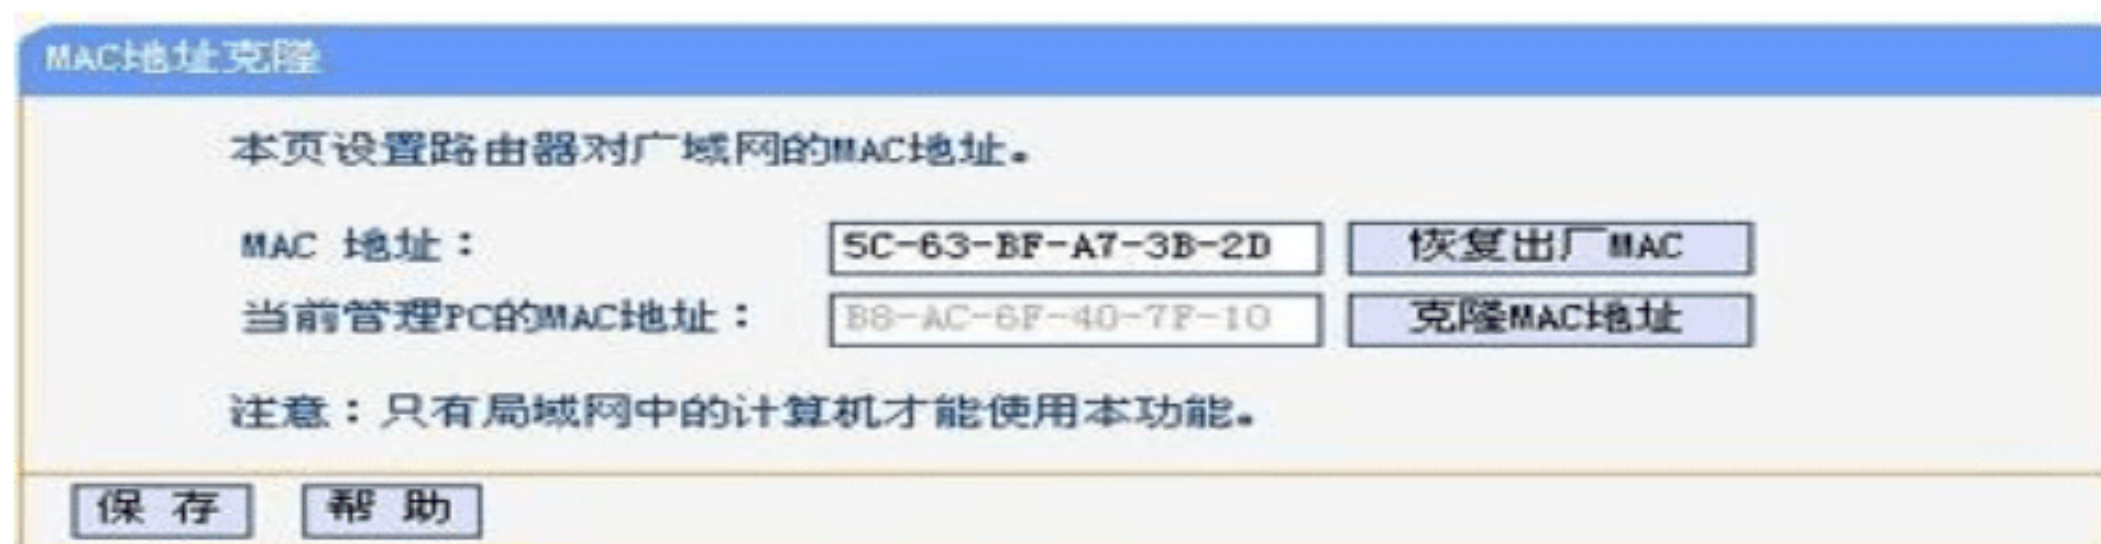 MAC地址克隆
本页设置路由器对广域网的MAC地址。
MAC 地址： 5C-63-BF-A7-3B-2D 恢复出厂MAC
当前管理PC的MAC地址： B8-AC-6F-40-7F-10 克隆MAC地址
注意：只有局域网中的计算机才能使用本功能。
保 存 帮 助